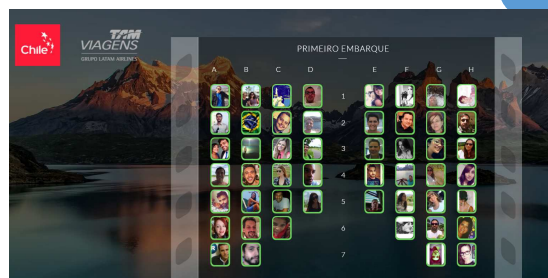 Chile
TAM
VIAGENS
GRUPO LATAM AIRLINES
PRIMEIRO EMBARQUE
A B C D E F G H
1
2
3
4
5
6
7